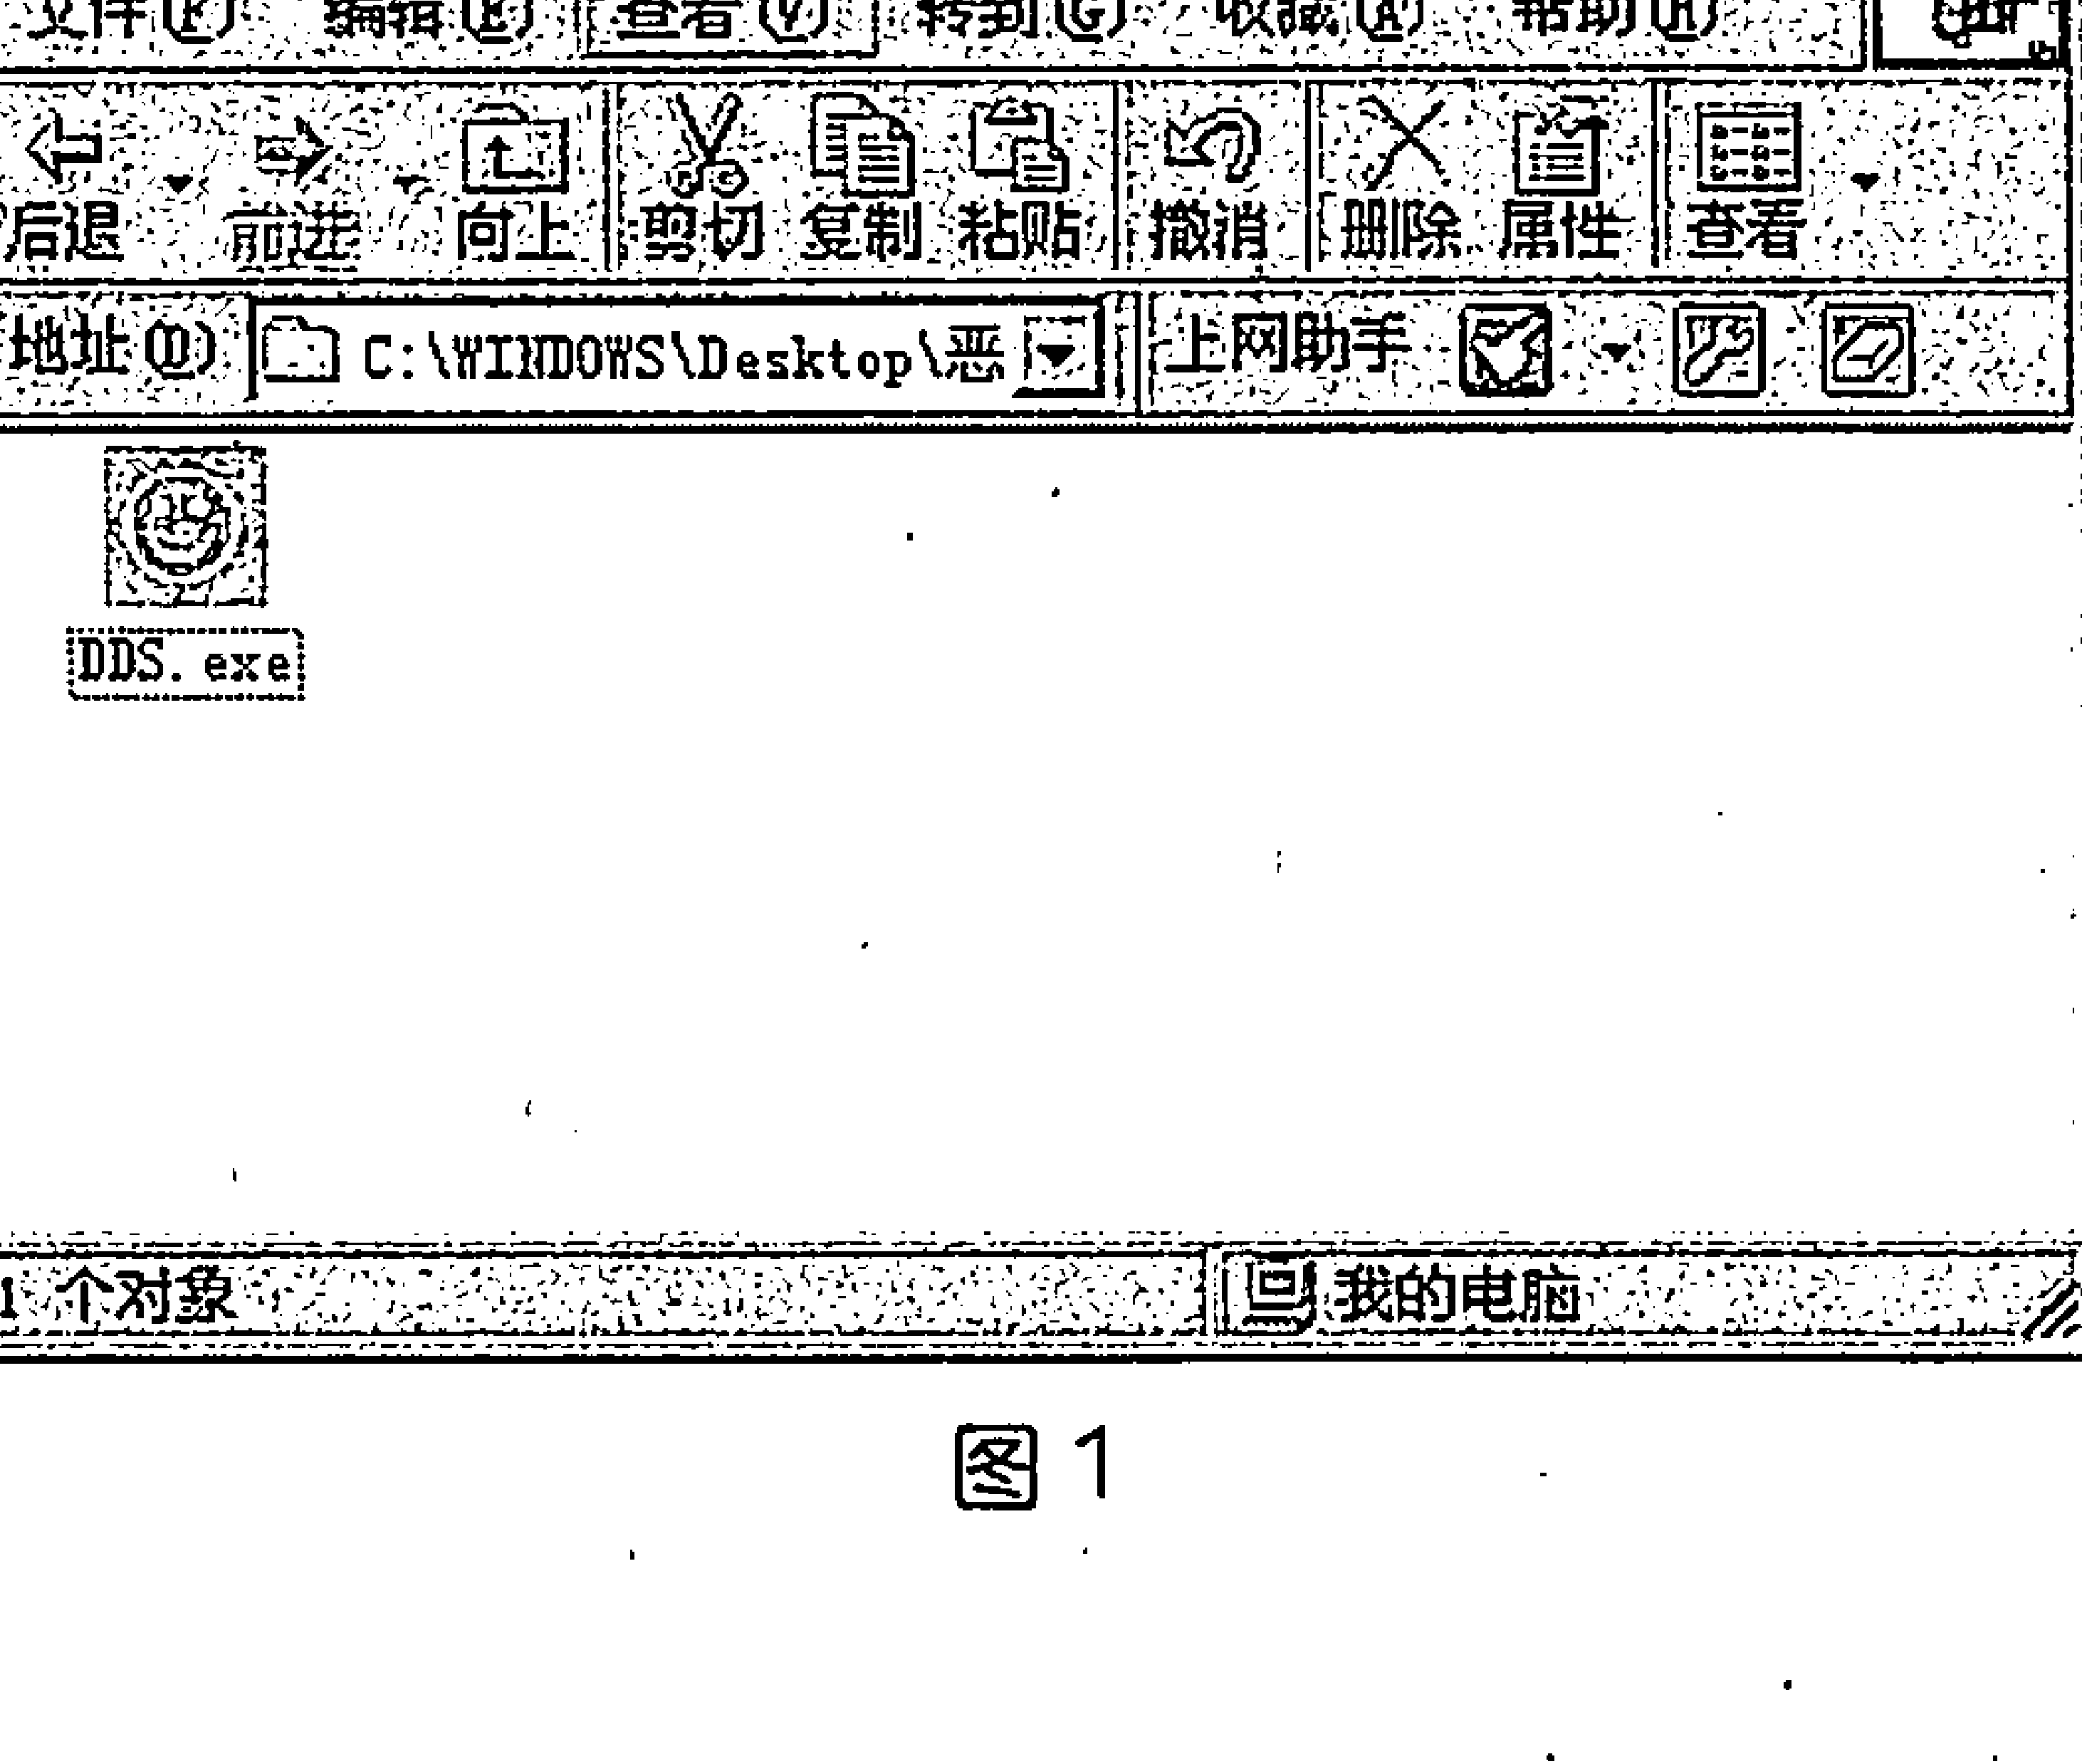 文件(F) 编辑(E) 查看(V) 转到(G) 收藏(A) 帮助(H)
后退 前进 向上 剪切 复制 粘贴 撤消 删除 属性 查看
地址(D) C:\WINDOWS\Desktop\恶 上网助手
DDS.exe
1 个对象 我的电脑
图 1